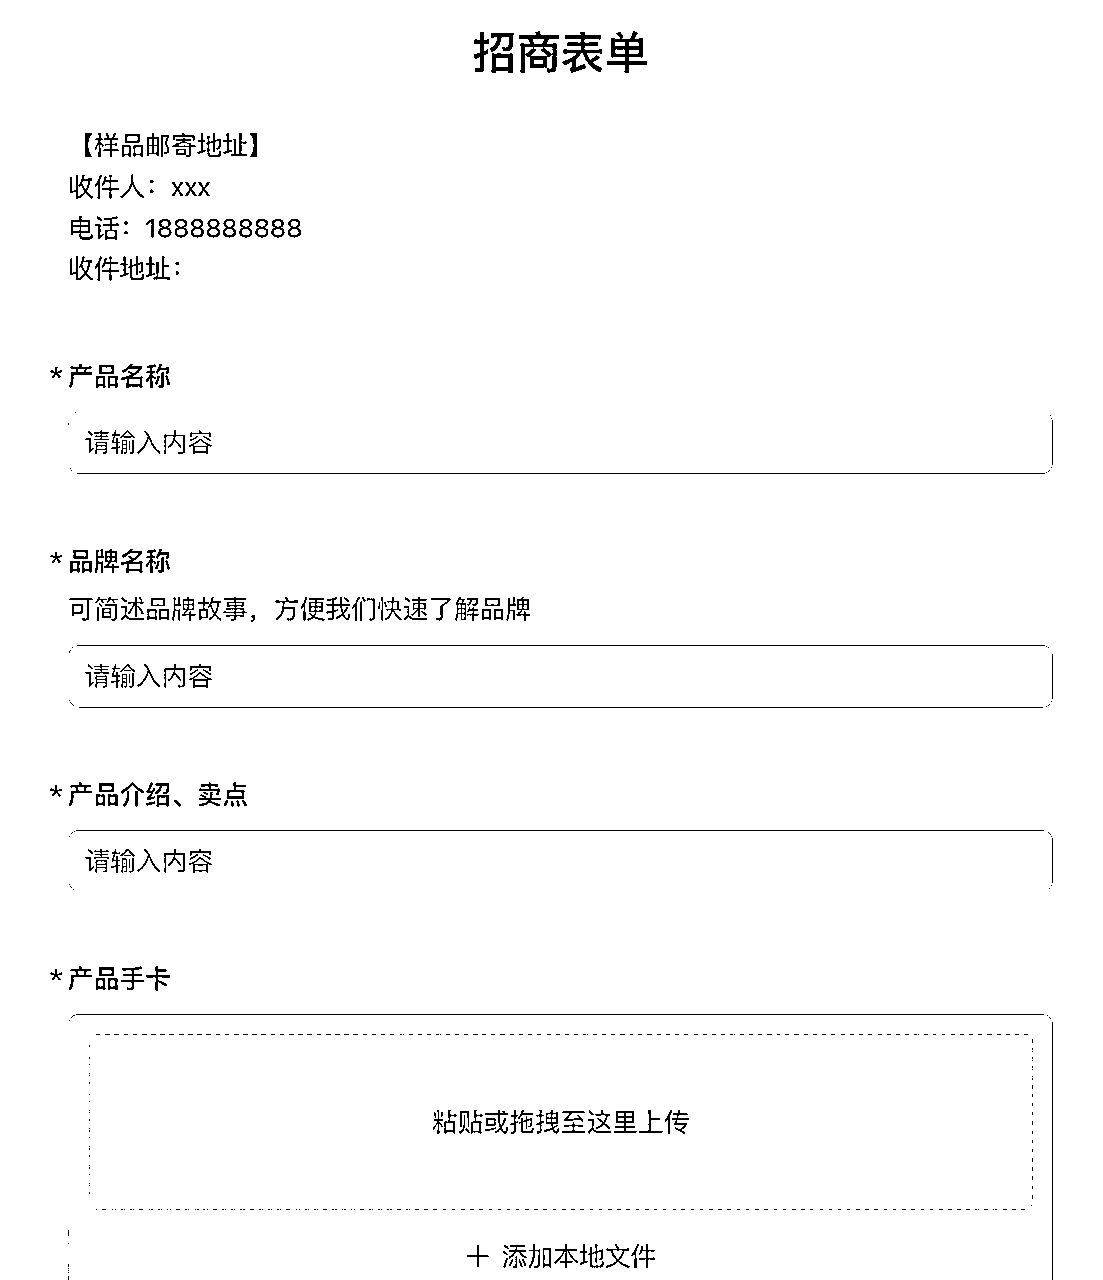 招商表单
【样品邮寄地址】
收件人：xxx
电话：1888888888
收件地址：
* 产品名称
请输入内容
* 品牌名称
可简述品牌故事，方便我们快速了解品牌
请输入内容
* 产品介绍、卖点
请输入内容
* 产品手卡
粘贴或拖拽至这里上传
＋ 添加本地文件